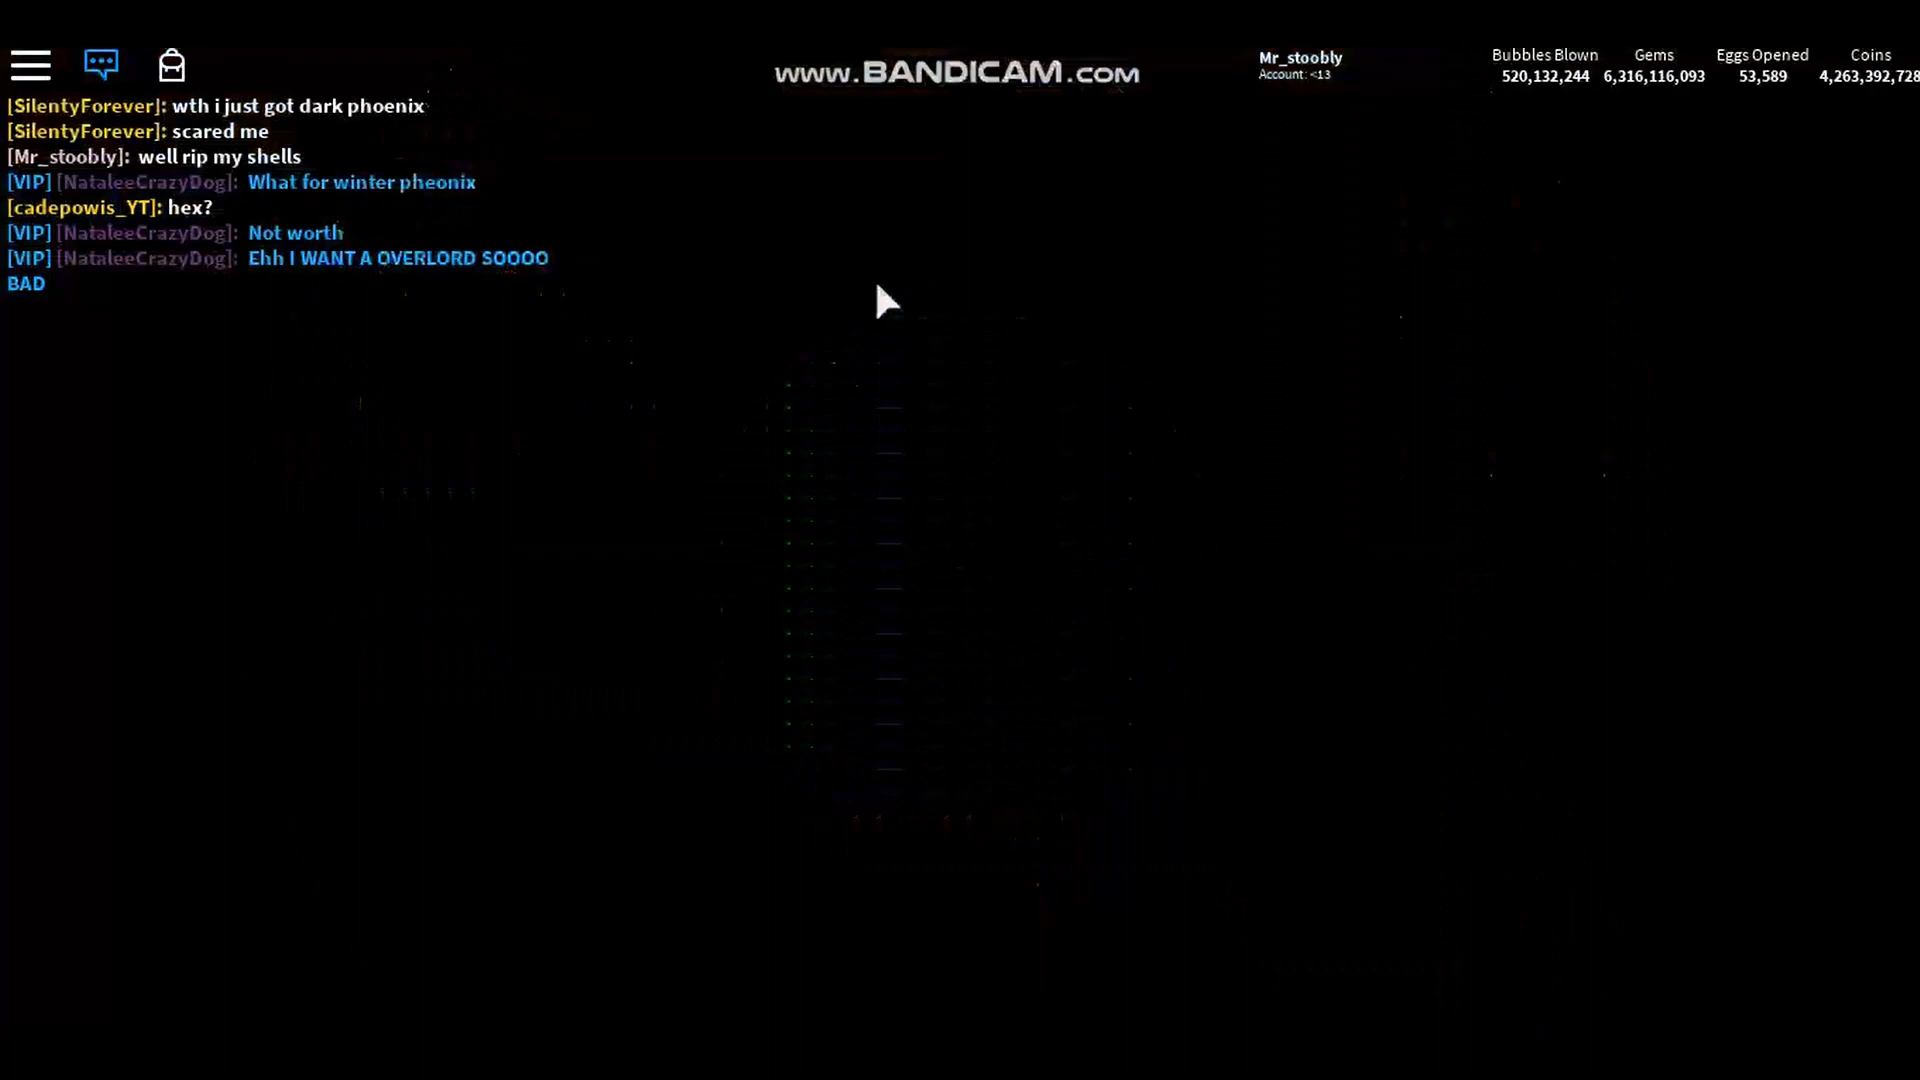 www.BANDICAM.com
Mr_stoobly
Account: <13
Bubbles Blown Gems Eggs Opened Coins
520,132,244 6,316,116,093 53,589 4,263,392,728
[SilentyForever]: wth i just got dark phoenix
[SilentyForever]: scared me
[Mr_stoobly]: well rip my shells
[VIP] [NataleeCrazyDog]: What for winter pheonix
[cadepowis_YT]: hex?
[VIP] [NataleeCrazyDog]: Not worth
[VIP] [NataleeCrazyDog]: Ehh I WANT A OVERLORD SOOOO
BAD